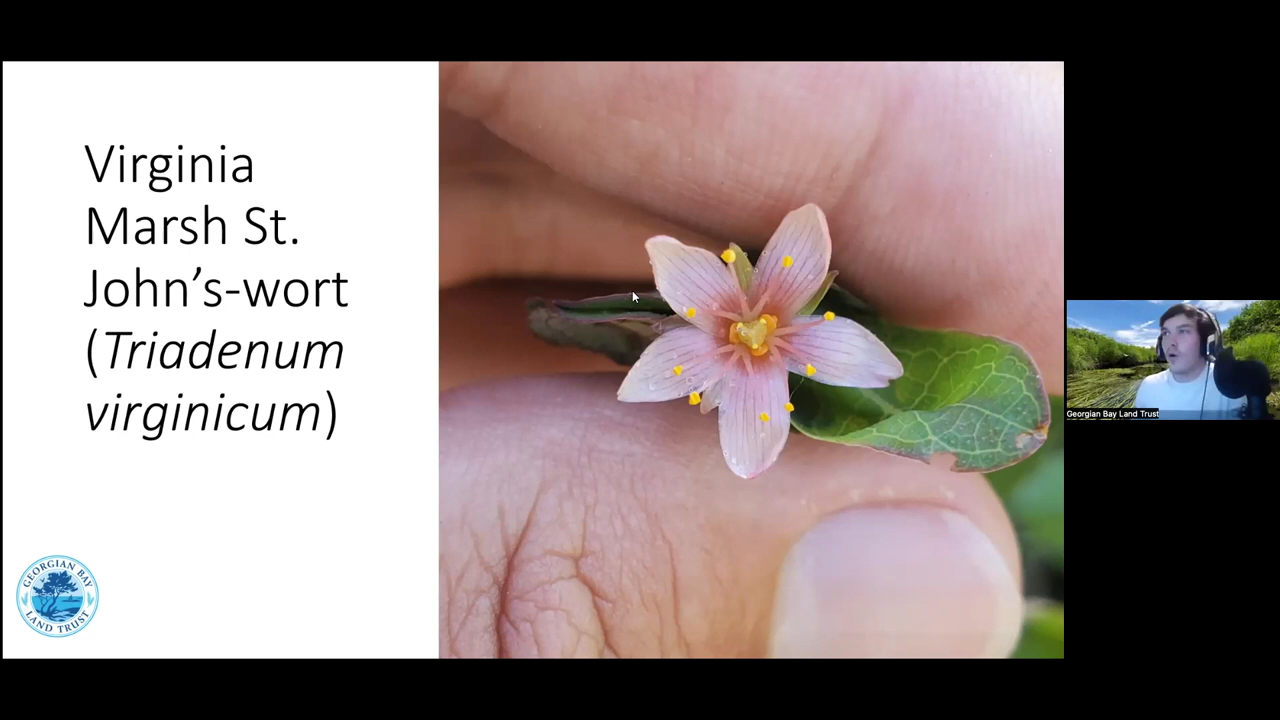 Virginia
Marsh St.
John’s-wort
(Triadenum
virginicum)
GEORGIAN BAY
LAND TRUST
Georgian Bay Land Trust